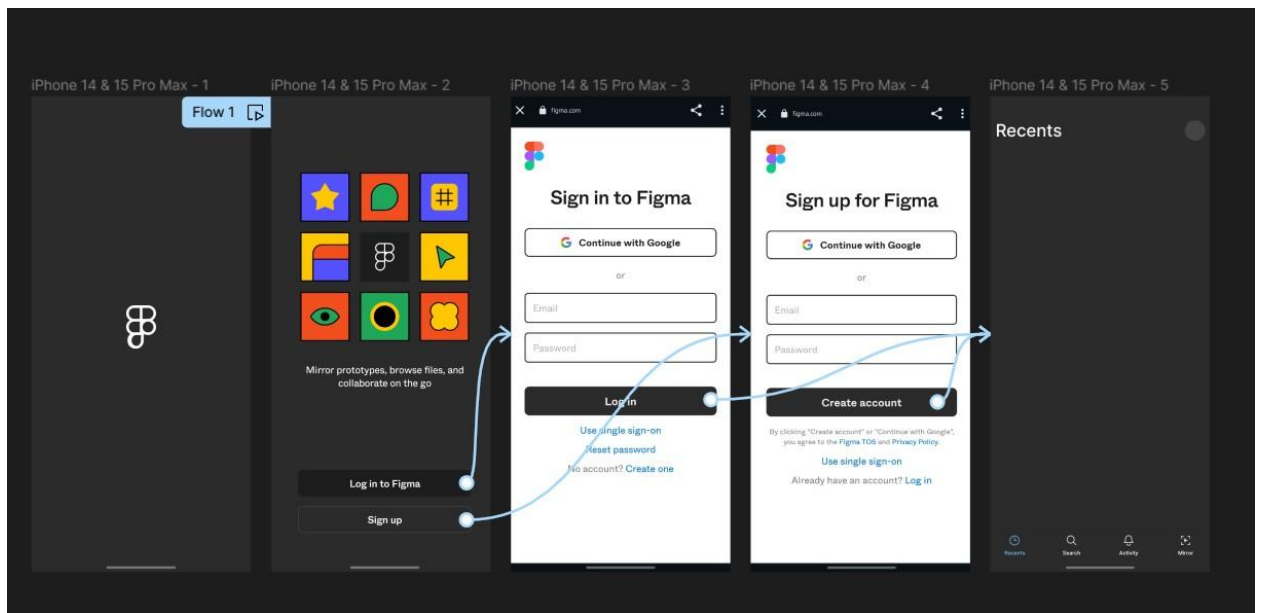 iPhone 14 & 15 Pro Max - 1
Flow 1
iPhone 14 & 15 Pro Max - 2
Mirror prototypes, browse files, and
collaborate on the go
Log in to Figma
Sign up
iPhone 14 & 15 Pro Max - 3
figma.com
Sign in to Figma
Continue with Google
or
Email
Password
Log in
Use single sign-on
Reset password
No account? Create one
iPhone 14 & 15 Pro Max - 4
figma.com
Sign up for Figma
Continue with Google
or
Email
Password
Create account
By clicking "Create account" or "Continue with Google",
you agree to the Figma TOS and Privacy Policy.
Use single sign-on
Already have an account? Log in
iPhone 14 & 15 Pro Max - 5
Recents
Recents
Search
Activity
Mirror